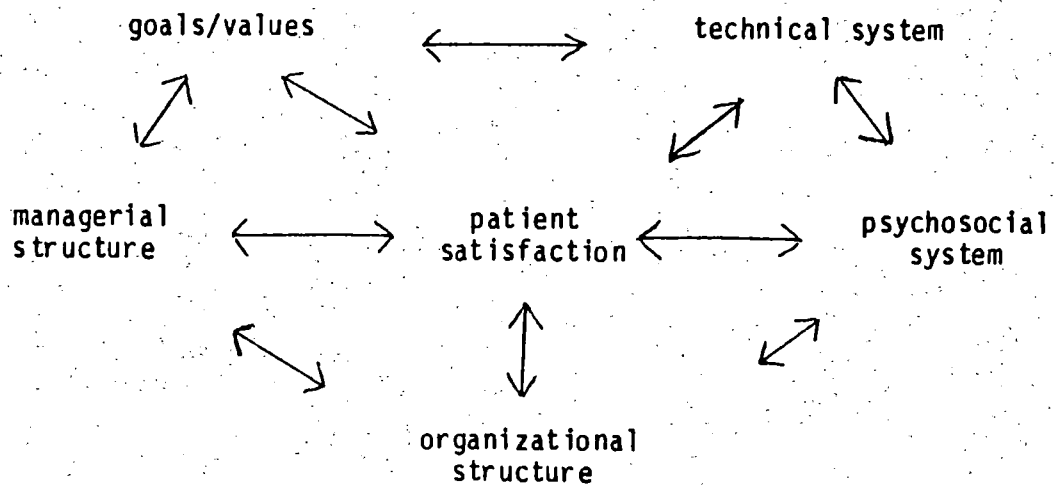 goals/values
technical system
managerial
structure
patient
satisfaction
psychosocial
system
organizational
structure